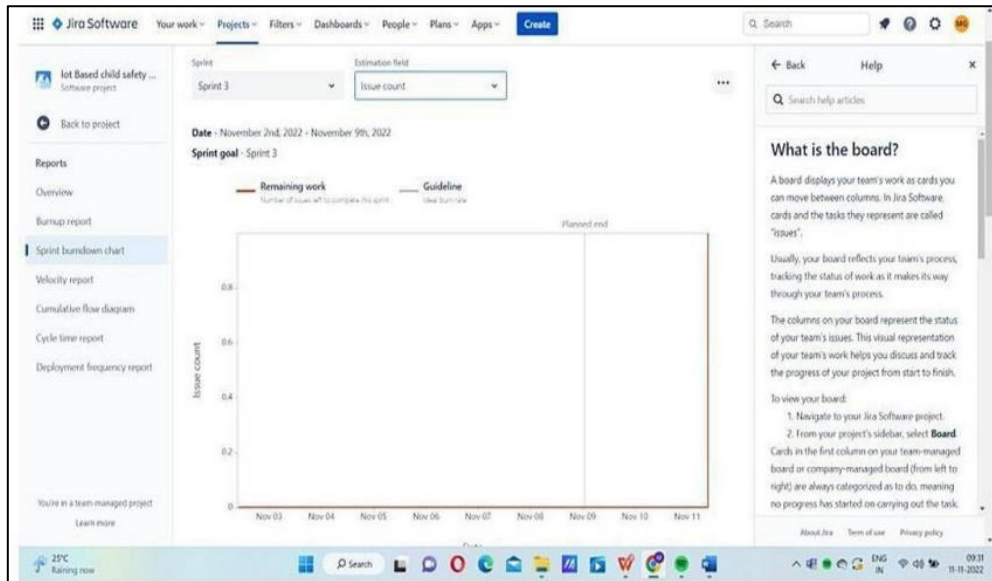 Jira Software Your work Projects Filters Dashboards People Plans Apps Create Search MG
Iot Based child safety ...
Software project
Back to project
Reports
Overview
Burnup report
Sprint burndown chart
Velocity report
Cumulative flow diagram
Cycle time report
Deployment frequency report
You're in a team-managed project
Learn more
Sprint Estimation field
Sprint 3 Issue count
Date - November 2nd, 2022 - November 9th, 2022
Sprint goal - Sprint 3
Remaining work Guideline
Number of issues left to complete this sprint Ideal burn rate
Planned end
Issue count
0.8
0.6
0.4
0.2
0
Nov 03 Nov 04 Nov 05 Nov 06 Nov 07 Nov 08 Nov 09 Nov 10 Nov 11
Back Help
Search help articles
What is the board?
A board displays your team's work as cards you
can move between columns. In Jira Software,
cards and the tasks they represent are called
"issues".
Usually, your board reflects your team's process,
tracking the status of work as it makes its way
through your team's process.
The columns on your board represent the status
of your team's issues. This visual representation
of your team's work helps you discuss and track
the progress of your project from start to finish.
To view your board:
1. Navigate to your Jira Software project.
2. From your project's sidebar, select Board.
Cards in the first column on your team-managed
board or company-managed board (from left to
right) are always categorized as to do, meaning
no progress has started on carrying out the task.
About Jira Term of use Privacy policy
25°C
Raining now
Search
ENG
IN
09:31
11-11-2022